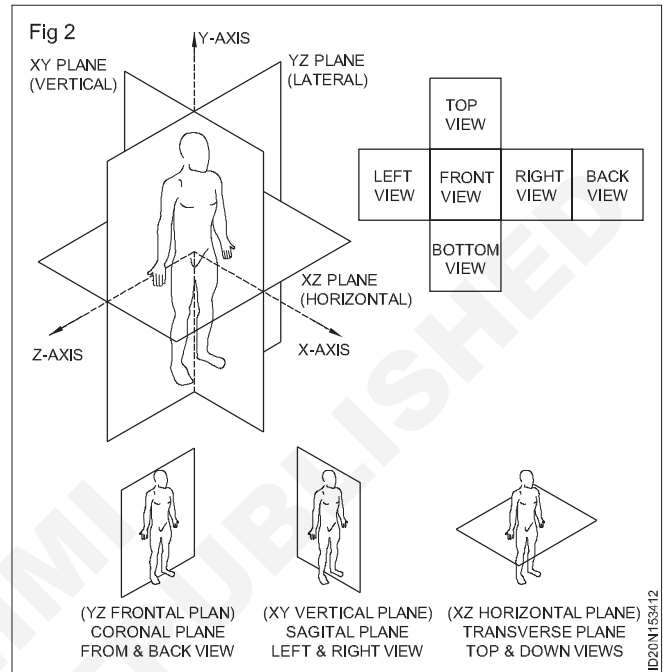 Fig 2
Y-AXIS
XY PLANE
(VERTICAL)
YZ PLANE
(LATERAL)
TOP
VIEW
LEFT
VIEW
FRONT
VIEW
RIGHT
VIEW
BACK
VIEW
BOTTOM
VIEW
XZ PLANE
(HORIZONTAL)
Z-AXIS
X-AXIS
(YZ FRONTAL PLAN)
CORONAL PLANE
FROM & BACK VIEW
(XY VERTICAL PLANE)
SAGITAL PLANE
LEFT & RIGHT VIEW
(XZ HORIZONTAL PLANE)
TRANSVERSE PLANE
TOP & DOWN VIEWS
ID20N153412
UBLISHED